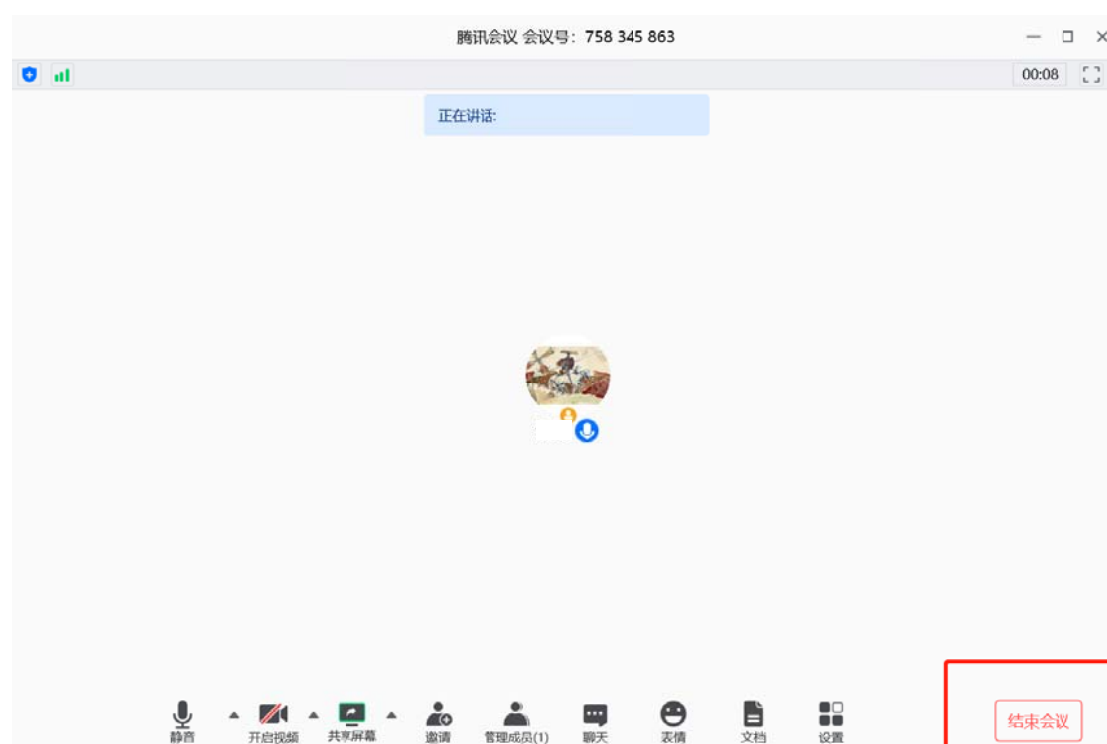 腾讯会议 会议号：758 345 863
00:08
正在讲话:
静音
开启视频
共享屏幕
邀请
管理成员(1)
聊天
表情
文档
设置
结束会议